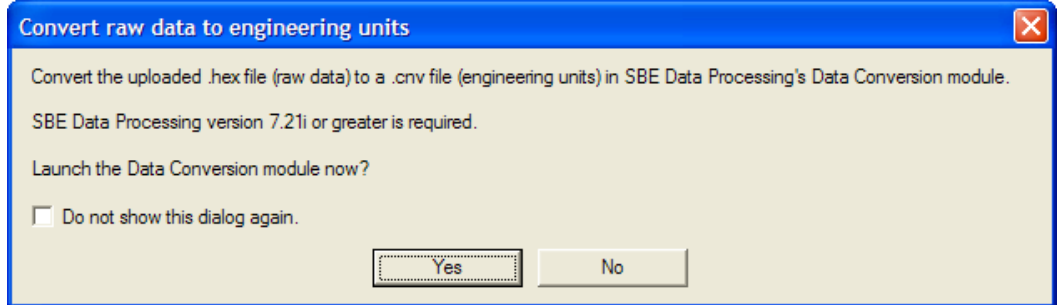 Convert raw data to engineering units
Convert the uploaded .hex file (raw data) to a .cnv file (engineering units) in SBE Data Processing's Data Conversion module.
SBE Data Processing version 7.21i or greater is required.
Launch the Data Conversion module now?
Do not show this dialog again.
Yes No